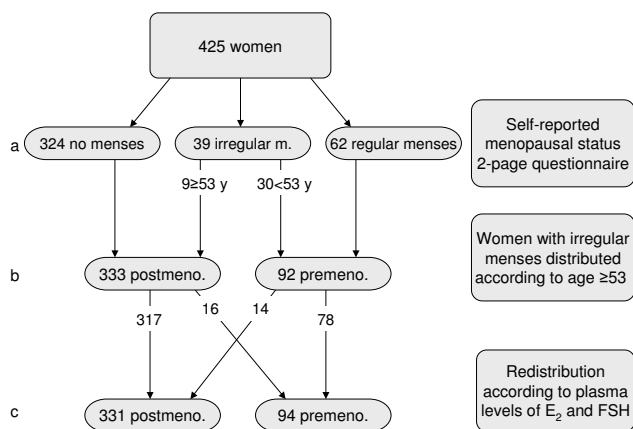 425 women
a
324 no menses
39 irregular m.
62 regular menses
Self-reported
menopausal status
2-page questionnaire
9≥53 y
30<53 y
b
333 postmeno.
92 premeno.
Women with irregular
menses distributed
according to age ≥53
317
16
14
78
c
331 postmeno.
94 premeno.
Redistribution
according to plasma
levels of E₂ and FSH